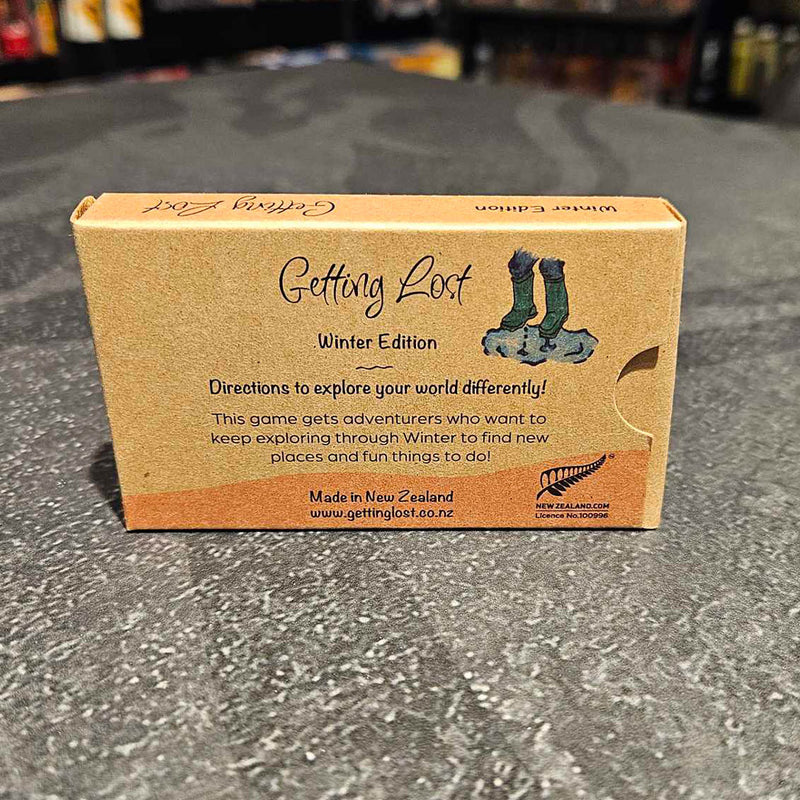 Getting Lost Winter Edition
Getting Lost
Winter Edition
Directions to explore your world differently!
This game gets adventurers who want to
keep exploring through Winter to find new
places and fun things to do!
Made in New Zealand
www.gettinglost.co.nz
TM
NEW ZEALAND.COM
Licence No.100996